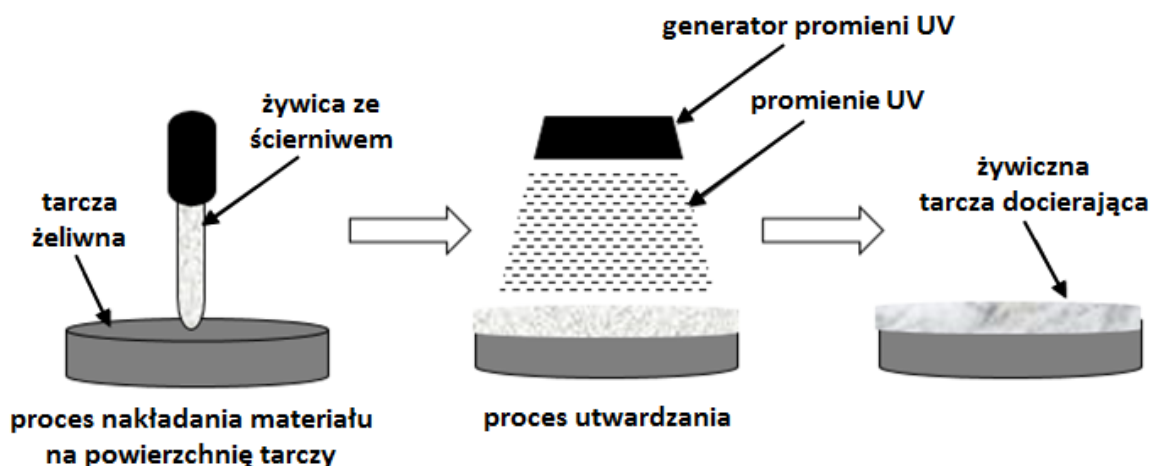 generator promieni UV
żywica ze
ścierniwem
promienie UV
żywiczna
tarcza docierająca
tarcza
żeliwna
proces nakładania materiału
na powierzchnię tarczy
proces utwardzania